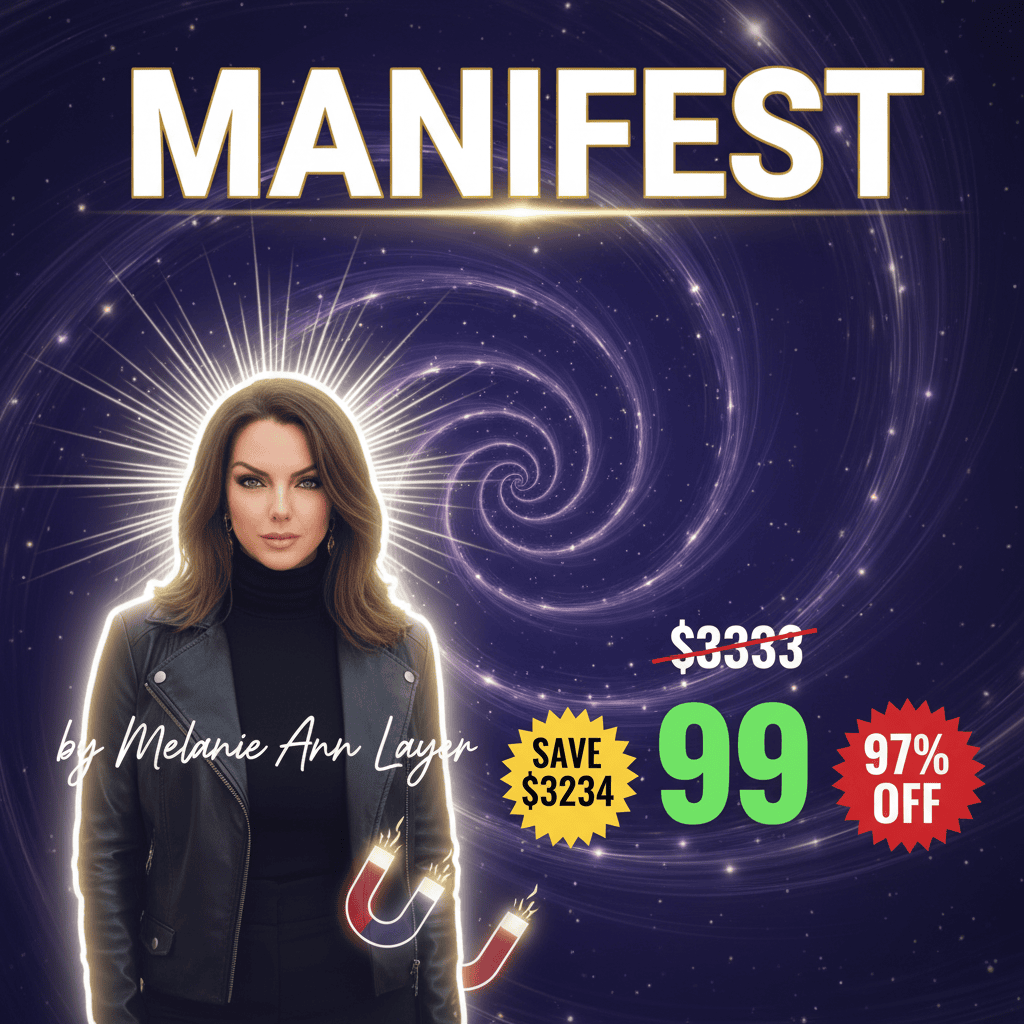 MANIFEST
$3333
by Melanie Ann Layer
SAVE
$3234
99
97%
OFF